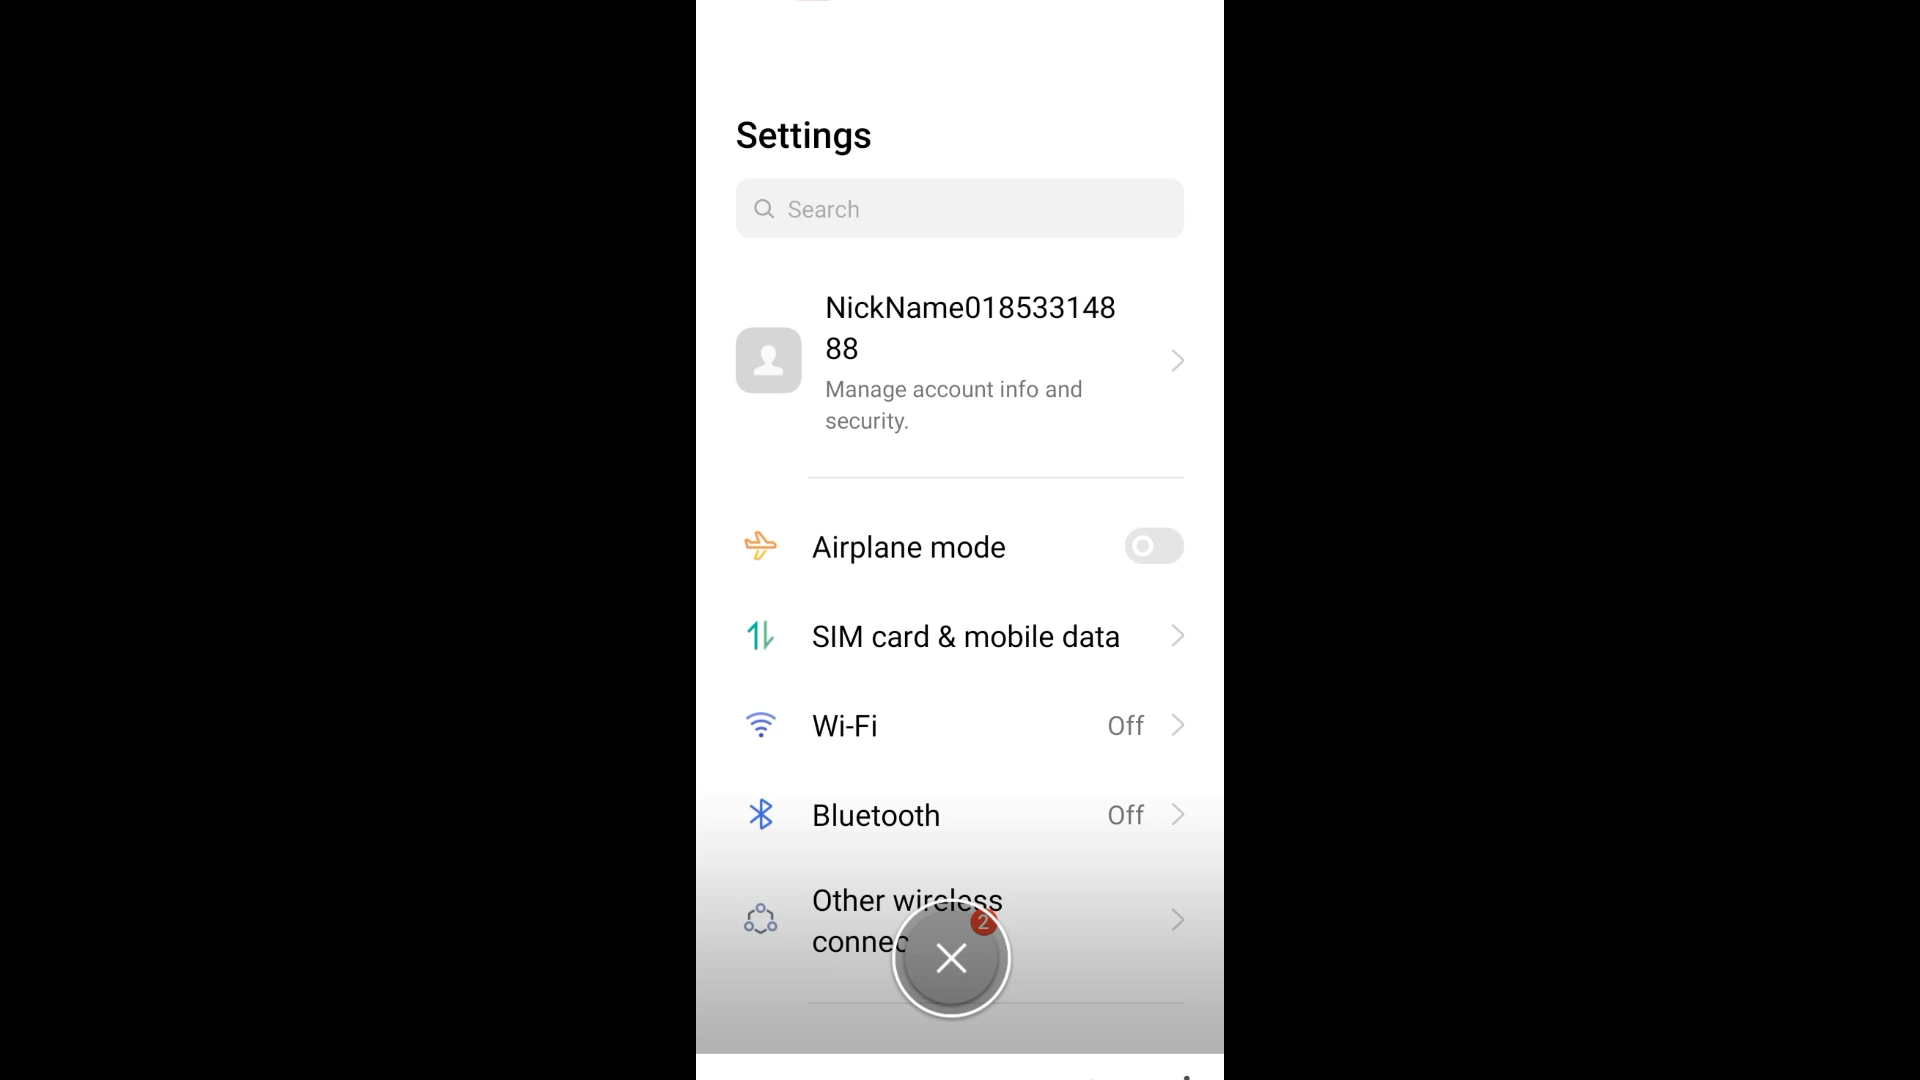 Settings
Search
NickName018533148
88
Manage account info and
security.
Airplane mode
SIM card & mobile data
Wi-Fi Off
Bluetooth Off
Other wireless
2